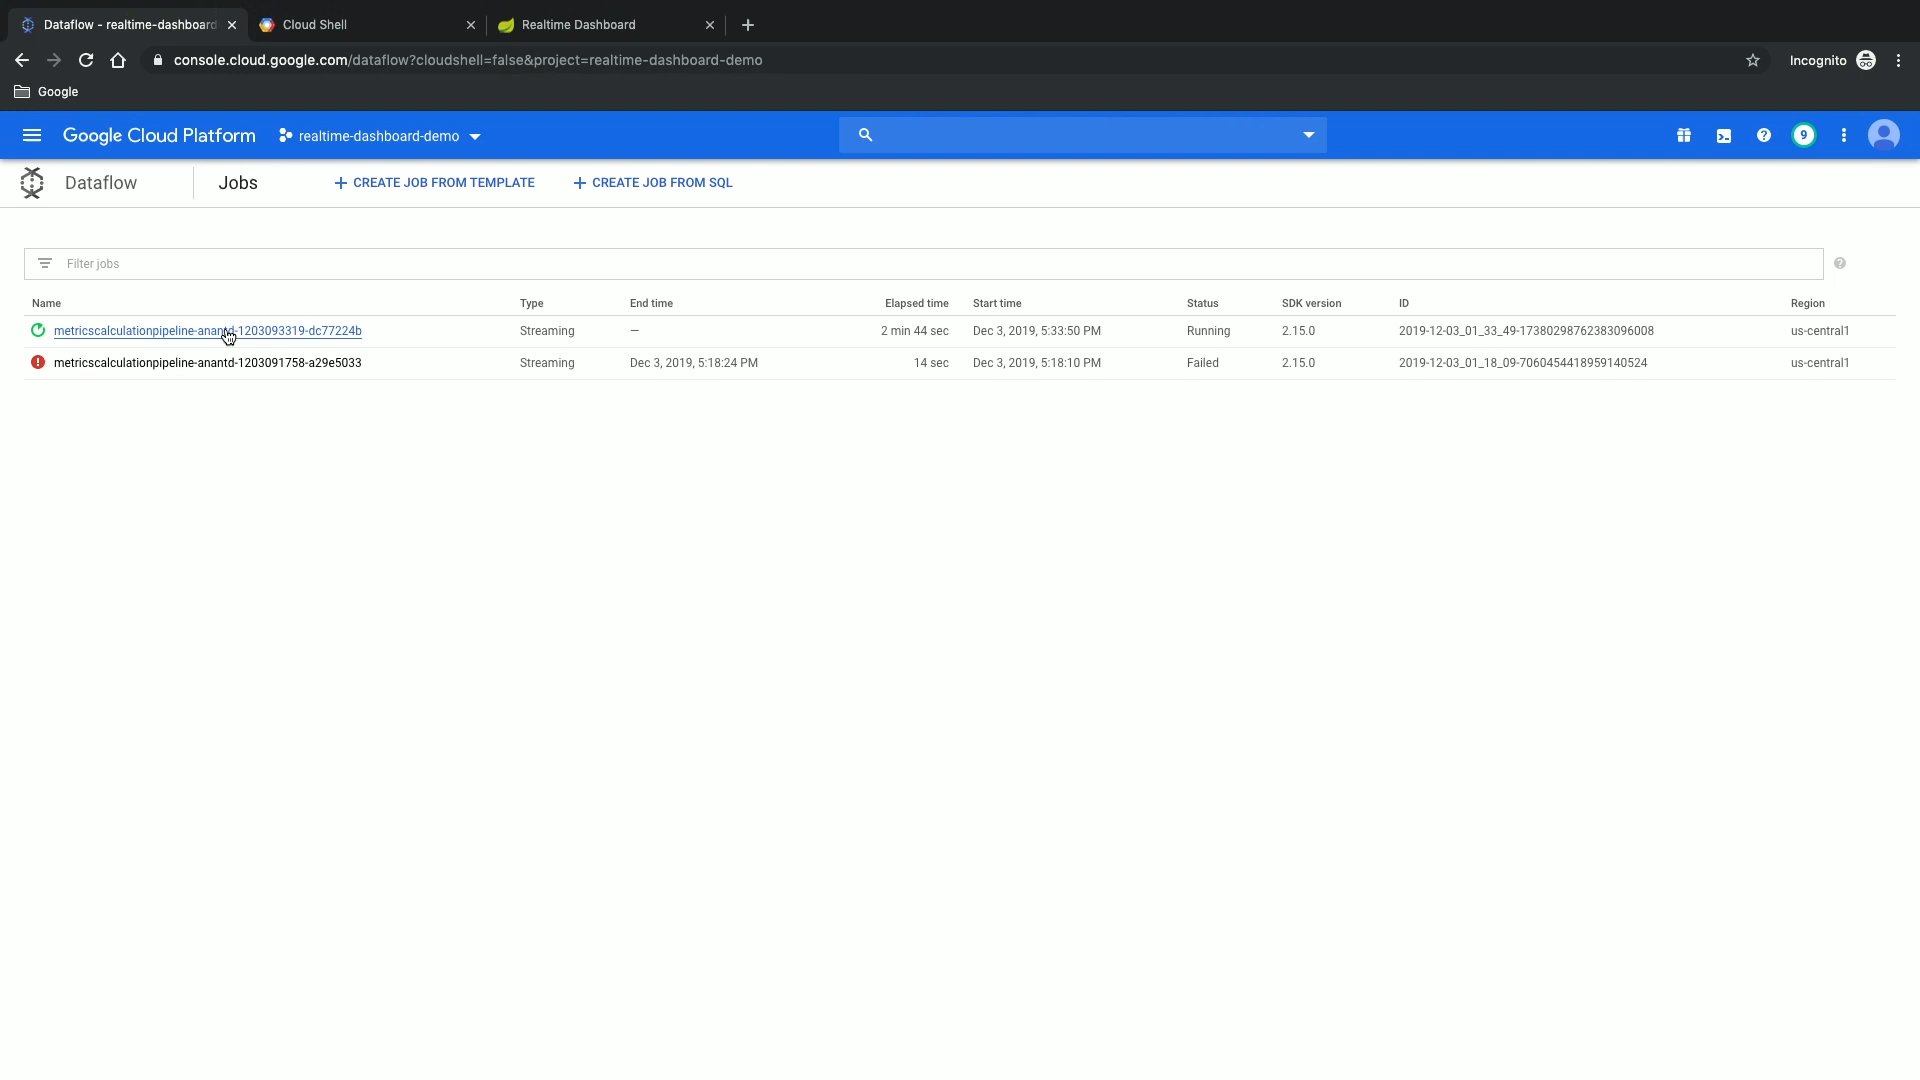 Dataflow - realtime-dashboard
Cloud Shell
Realtime Dashboard
console.cloud.google.com/dataflow?cloudshell=false&project=realtime-dashboard-demo
Incognito
Google
Google Cloud Platform
realtime-dashboard-demo
9
Dataflow
Jobs
CREATE JOB FROM TEMPLATE
CREATE JOB FROM SQL
Filter jobs
Name Type End time Elapsed time Start time Status SDK version ID Region
metricscalculationpipeline-anantd-1203093319-dc77224b Streaming — 2 min 44 sec Dec 3, 2019, 5:33:50 PM Running 2.15.0 2019-12-03_01_33_49-17380298762383096008 us-central1
metricscalculationpipeline-anantd-1203091758-a29e5033 Streaming Dec 3, 2019, 5:18:24 PM 14 sec Dec 3, 2019, 5:18:10 PM Failed 2.15.0 2019-12-03_01_18_09-7060454418959140524 us-central1